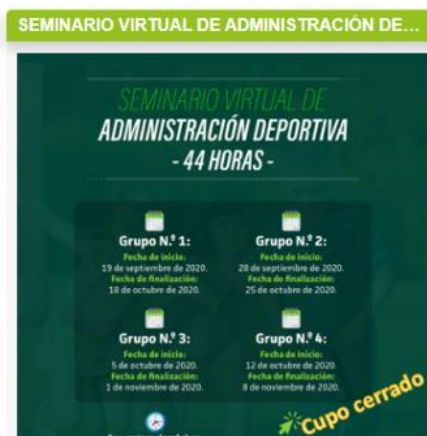 SEMINARIO VIRTUAL DE ADMINISTRACIÓN DE...
SEMINARIO VIRTUAL DE
ADMINISTRACIÓN DEPORTIVA
- 44 HORAS -
Grupo N.º 1:
Fecha de inicio:
19 de septiembre de 2020.
Fecha de finalización:
18 de octubre de 2020.
Grupo N.º 2:
Fecha de inicio:
28 de septiembre de 2020.
Fecha de finalización:
25 de octubre de 2020.
Grupo N.º 3:
Fecha de inicio:
5 de octubre de 2020.
Fecha de finalización:
1 de noviembre de 2020.
Grupo N.º 4:
Fecha de inicio:
12 de octubre de 2020.
Fecha de finalización:
8 de noviembre de 2020.
Cupo cerrado